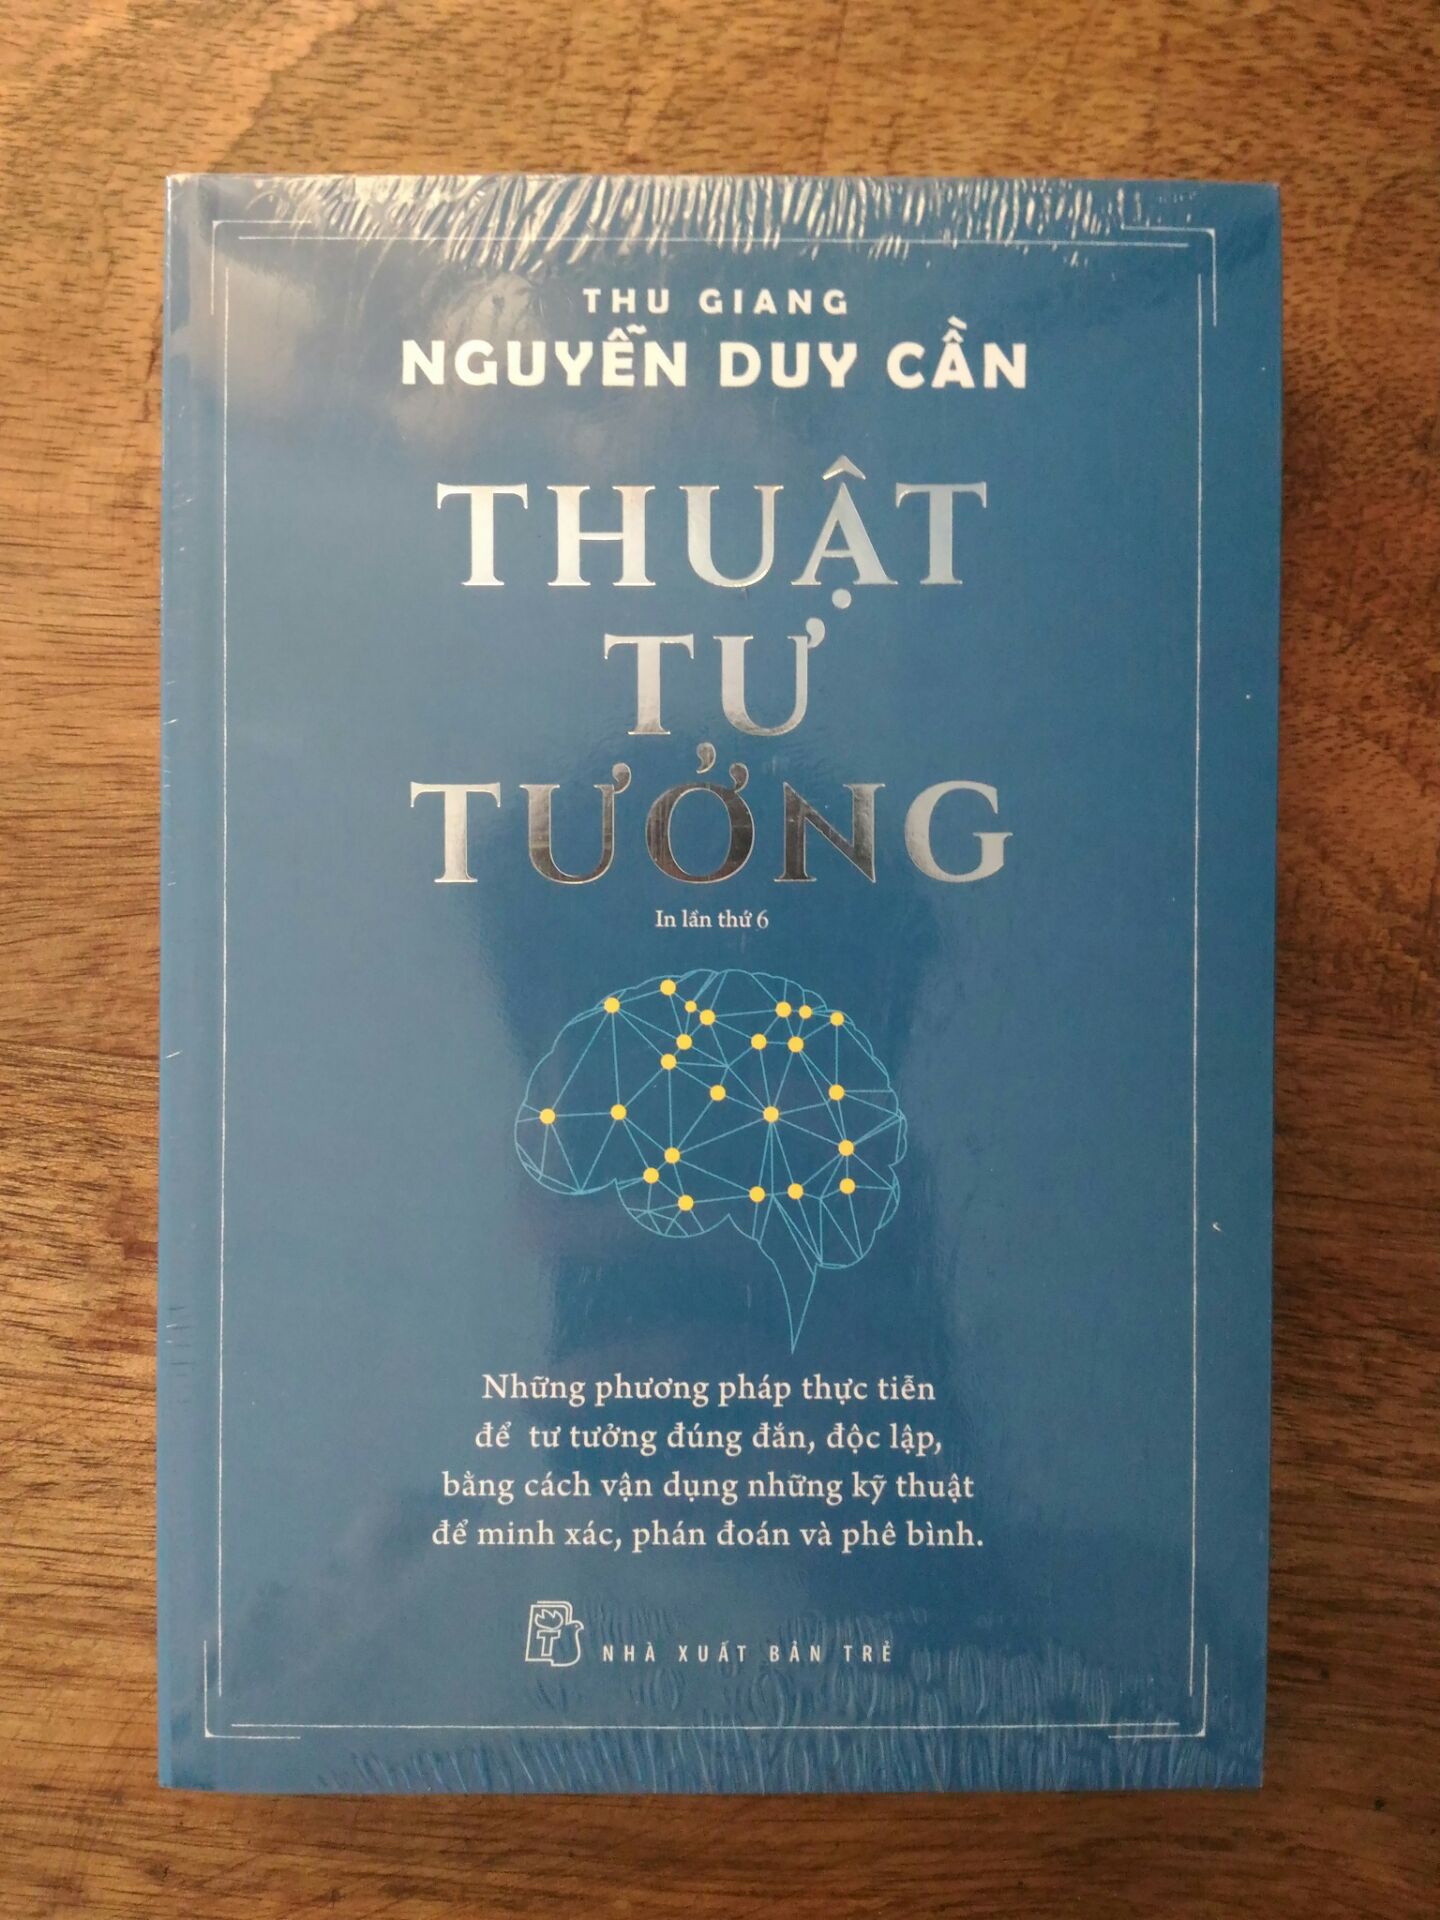 THU GIANG
NGUYỄN DUY CẦN
THUẬT
TƯ
TƯỞNG
In lần thứ 6
Những phương pháp thực tiễn
để tư tưởng đúng đắn, độc lập,
bằng cách vận dụng những kỹ thuật
để minh xác, phán đoán và phê bình.
NHÀ XUẤT BẢN TRẺ